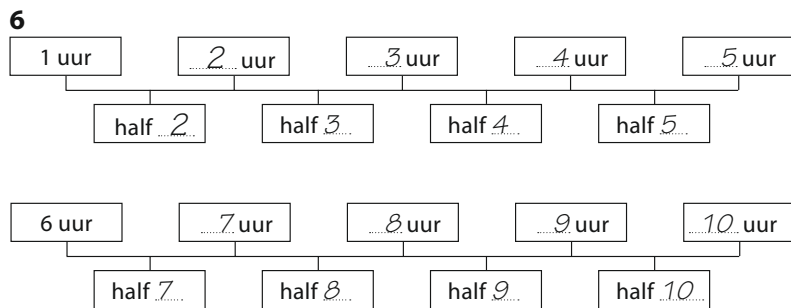 6
1 uur 2 uur 3 uur 4 uur 5 uur
half 2 half 3 half 4 half 5
6 uur 7 uur 8 uur 9 uur 10 uur
half 7 half 8 half 9 half 10